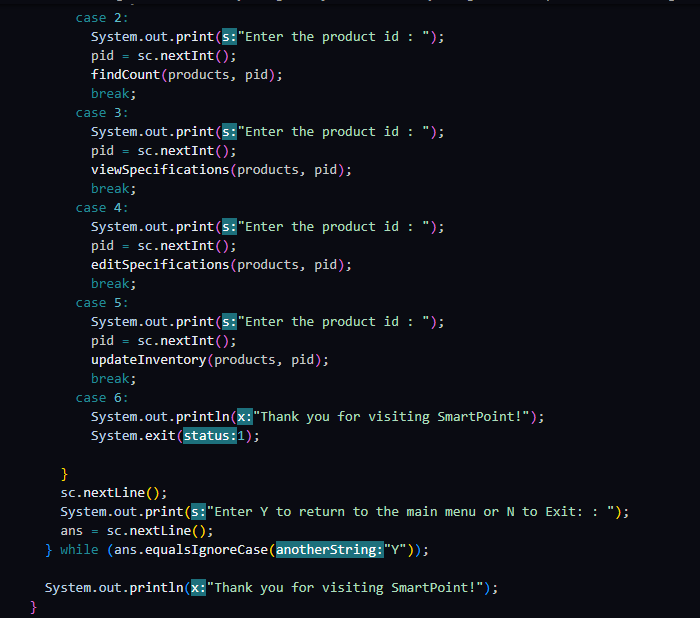 case 2:
System.out.print(s:"Enter the product id : ");
pid = sc.nextInt();
findCount(products, pid);
break;
case 3:
System.out.print(s:"Enter the product id : ");
pid = sc.nextInt();
viewSpecifications(products, pid);
break;
case 4:
System.out.print(s:"Enter the product id : ");
pid = sc.nextInt();
editSpecifications(products, pid);
break;
case 5:
System.out.print(s:"Enter the product id : ");
pid = sc.nextInt();
updateInventory(products, pid);
break;
case 6:
System.out.println(x:"Thank you for visiting SmartPoint!");
System.exit(status:1);
}
sc.nextLine();
System.out.print(s:"Enter Y to return to the main menu or N to Exit: : ");
ans = sc.nextLine();
} while (ans.equalsIgnoreCase(anotherString:"Y"));
System.out.println(x:"Thank you for visiting SmartPoint!");
}